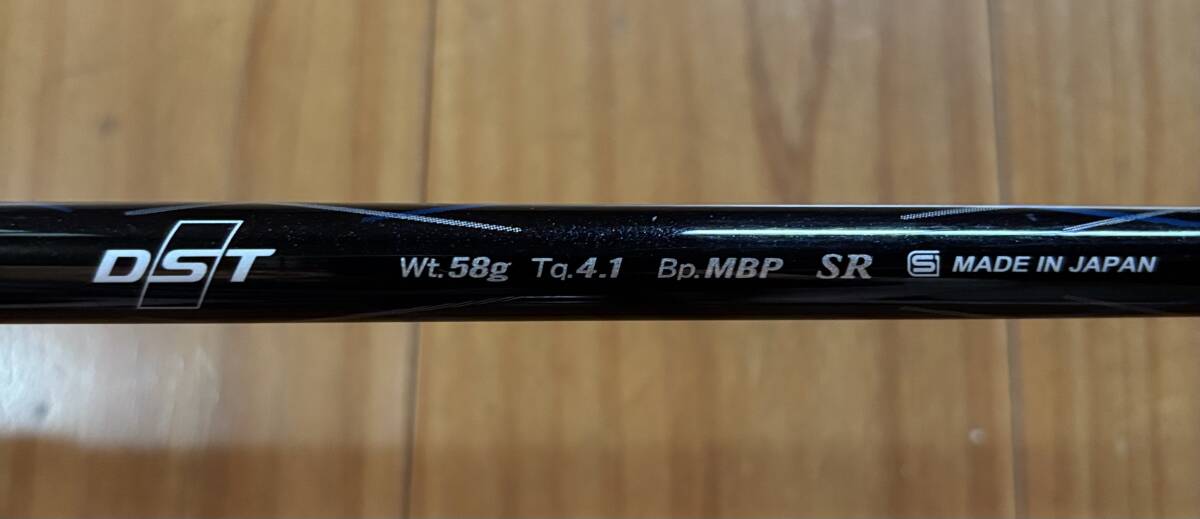 DST Wt.58g Tq.4.1 Bp.MBP SR S MADE IN JAPAN